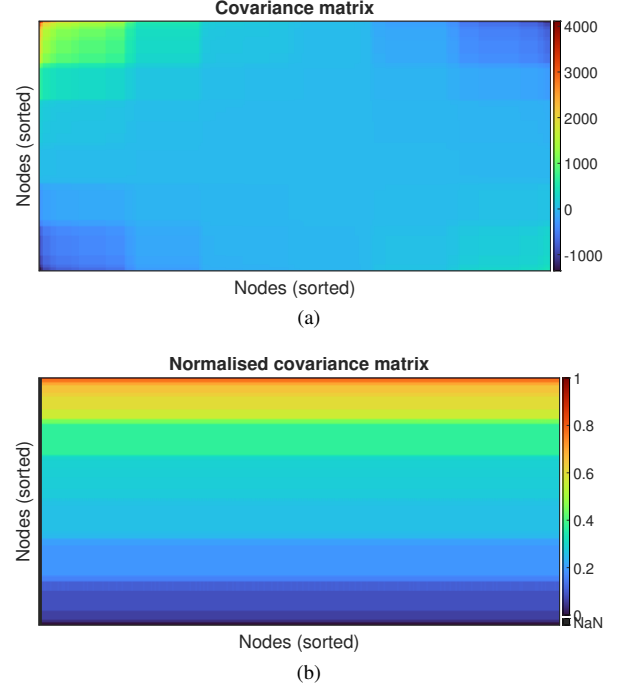 Covariance matrix
Nodes (sorted)
4000
3000
2000
1000
0
-1000
Nodes (sorted)
(a)
Normalised covariance matrix
Nodes (sorted)
1
0.8
0.6
0.4
0.2
0
NaN
Nodes (sorted)
(b)